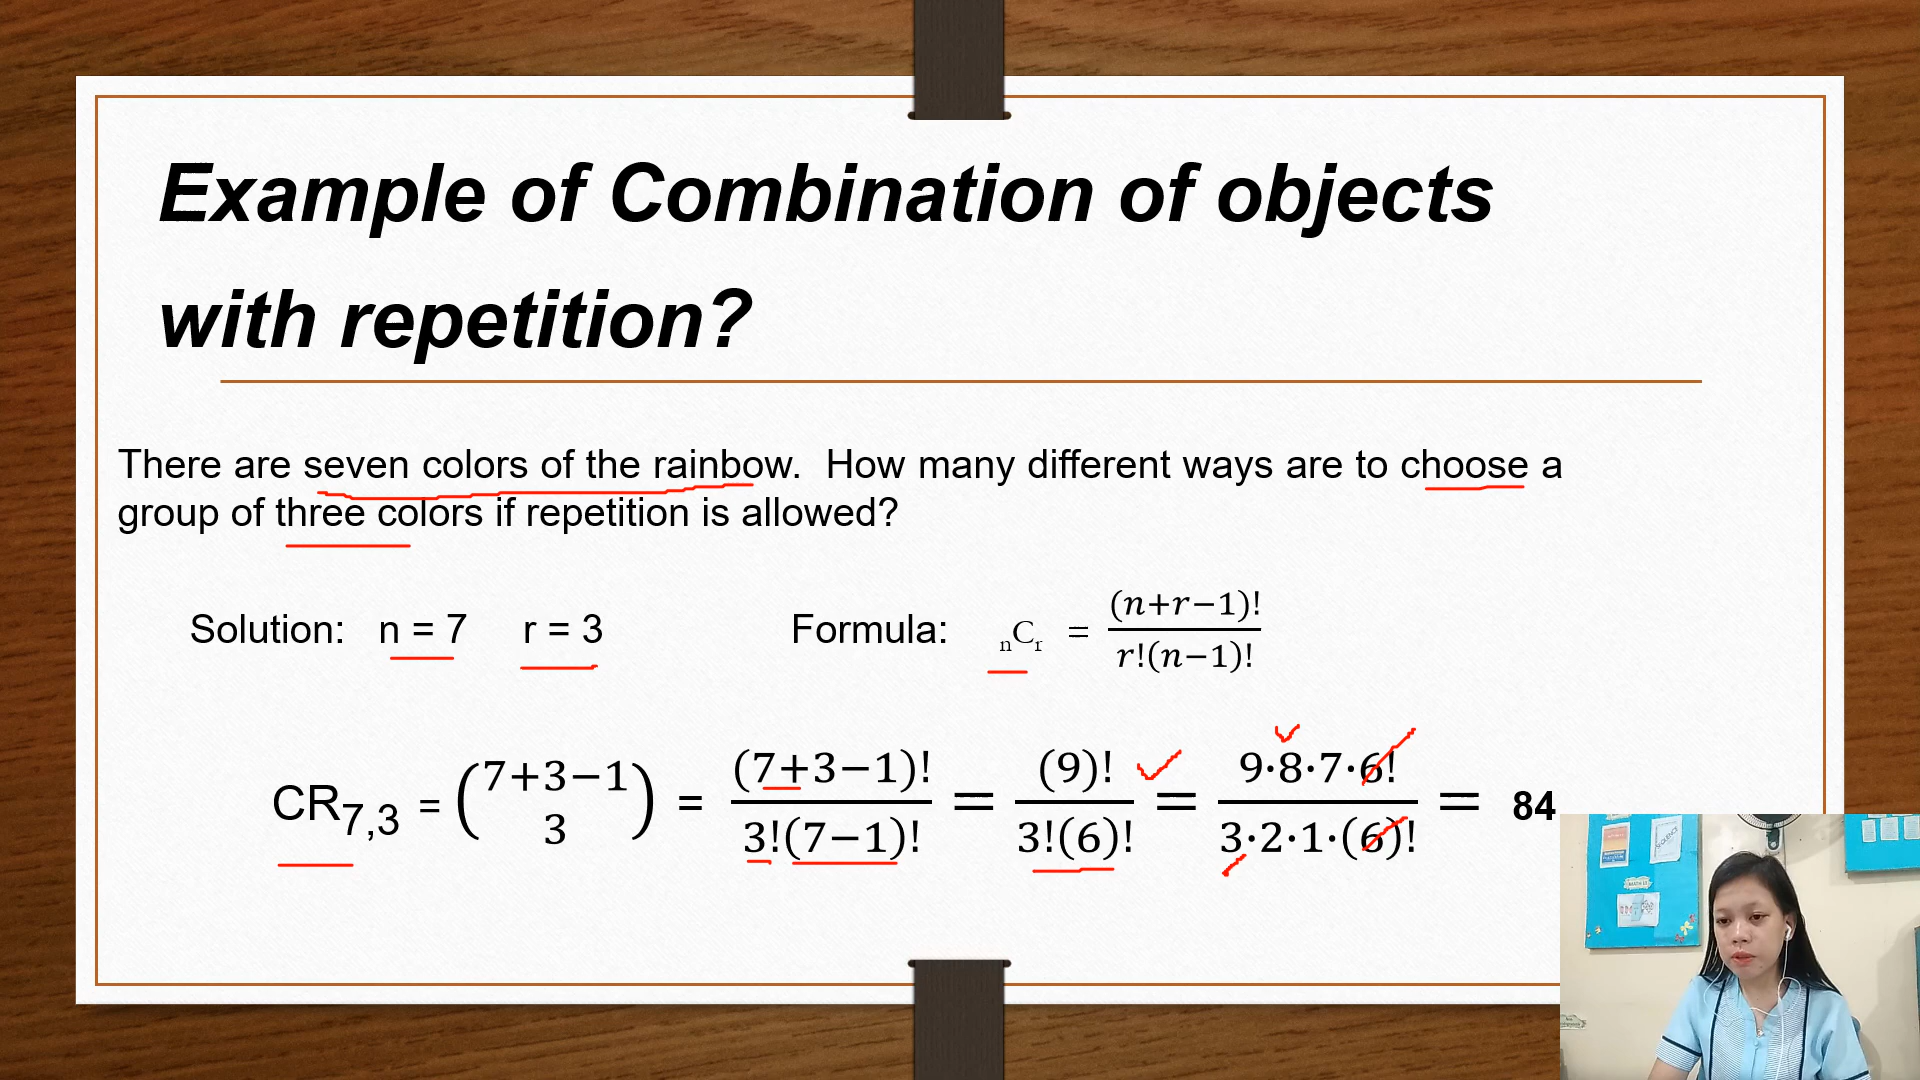 Example of Combination of objects
with repetition?
There are seven colors of the rainbow. How many different ways are to choose a
group of three colors if repetition is allowed?
Solution: n = 7 r = 3 Formula: ₙCᵣ = (n+r−1)! / r!(n−1)!
CR₇,₃ = (7+3−1 3) = (7+3−1)! / 3!(7−1)! = (9)! / 3!(6)! = 9·8·7·6! / 3·2·1·(6)! = 84